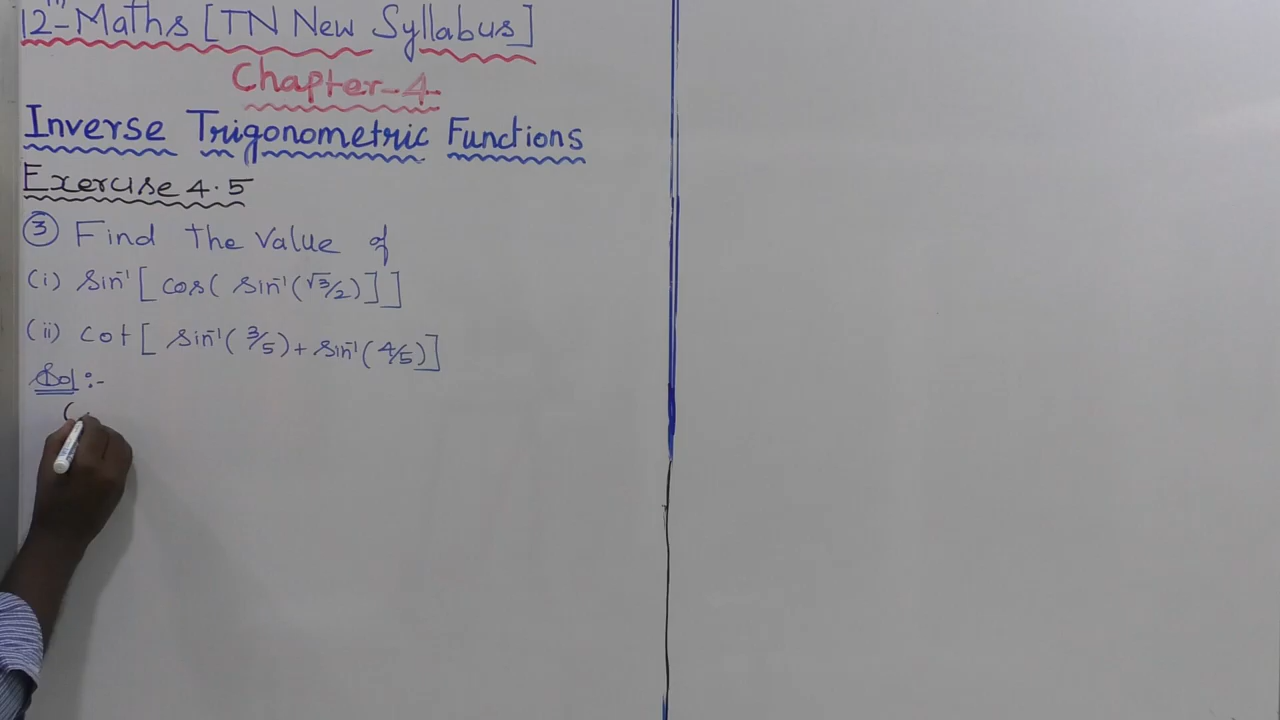 12th-Maths [TN New Syllabus]
Chapter-4
Inverse Trigonometric Functions
Exercise 4.5
③ Find the value of
(i) sin⁻¹[cos( sin⁻¹(√3/2)]]
(ii) cot[ sin⁻¹(3/5)+sin⁻¹(4/5)]
Sol:-
(